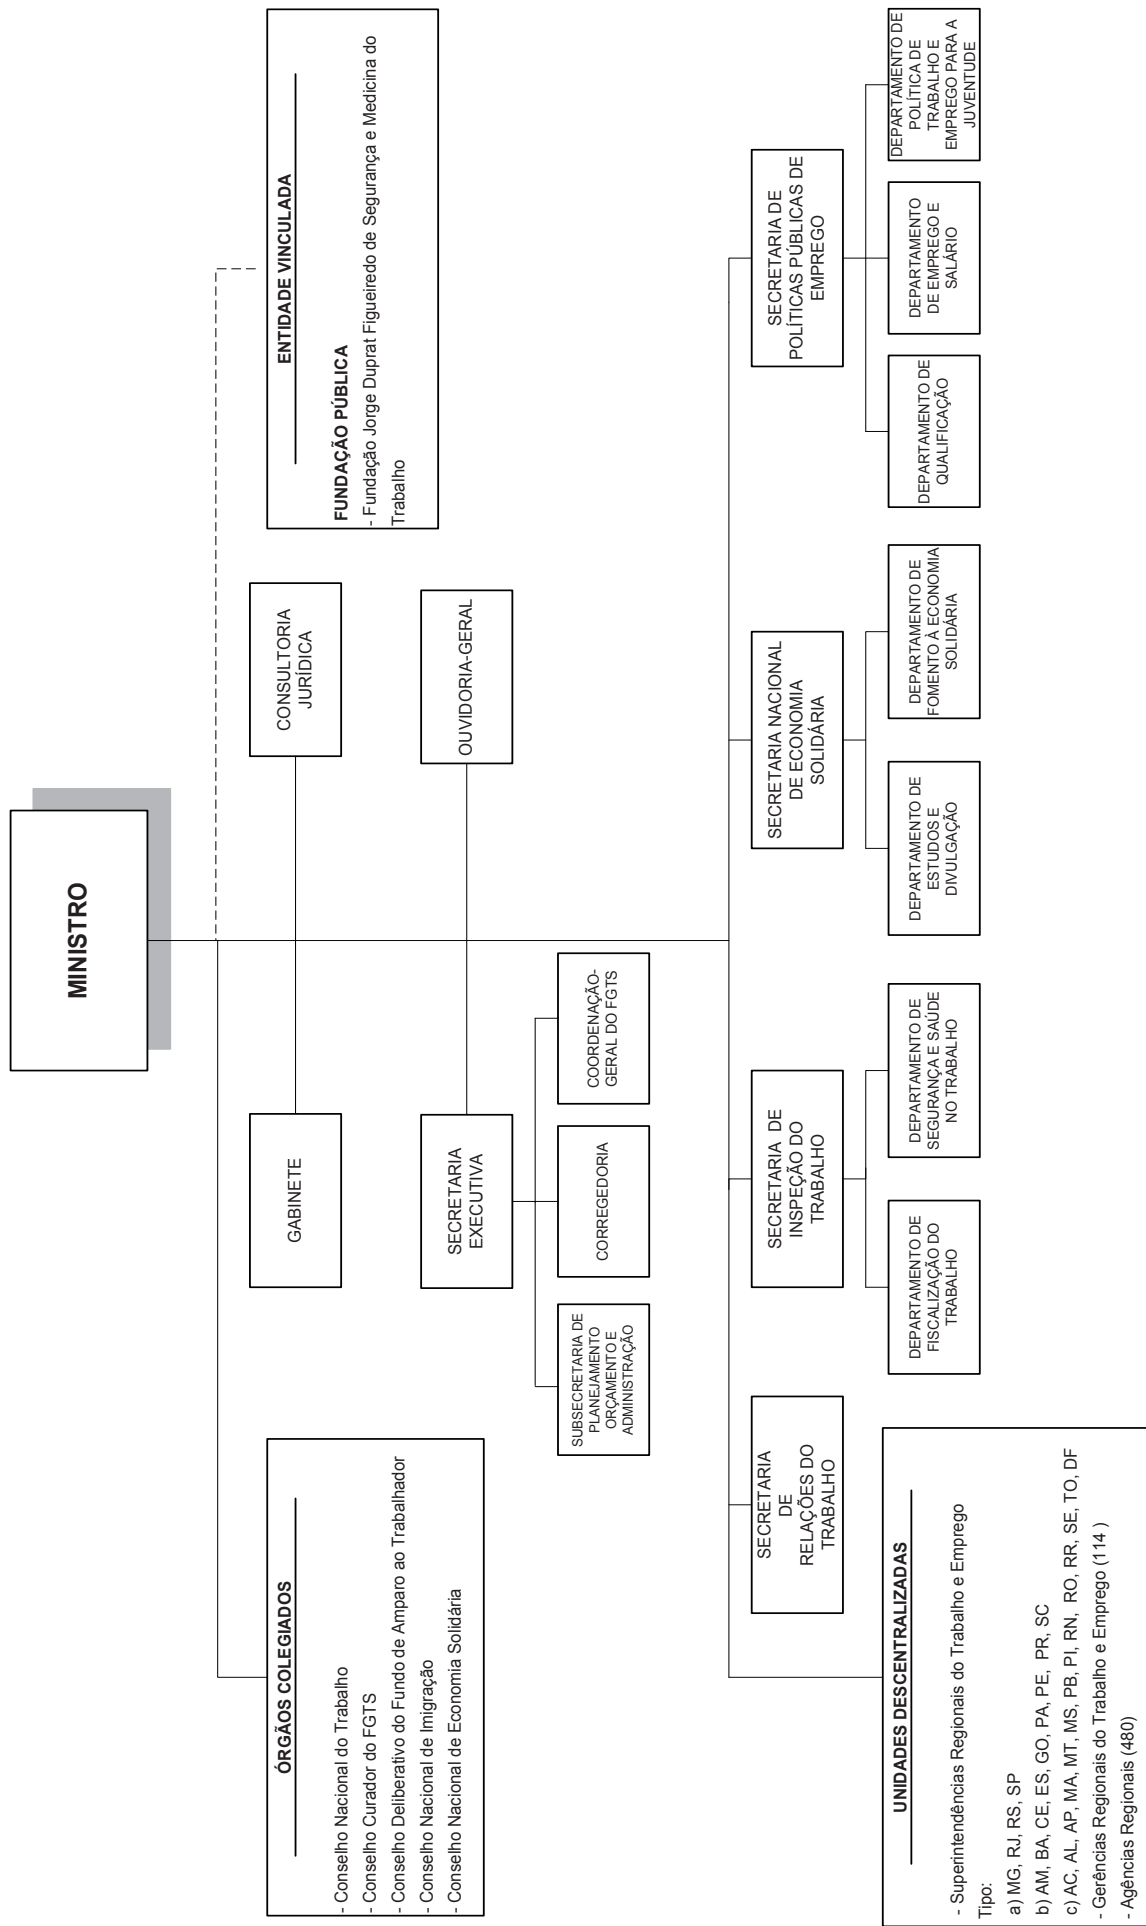 MINISTRO
ÓRGÃOS COLEGIADOS
- Conselho Nacional do Trabalho
- Conselho Curador do FGTS
- Conselho Deliberativo do Fundo de Amparo ao Trabalhador
- Conselho Nacional de Imigração
- Conselho Nacional de Economia Solidária
GABINETE
CONSULTORIA
JURÍDICA
ENTIDADE VINCULADA
FUNDAÇÃO PÚBLICA
- Fundação Jorge Duprat Figueiredo de Segurança e Medicina do
Trabalho
SECRETARIA
EXECUTIVA
OUVIDORIA-GERAL
SUBSECRETARIA DE
PLANEJAMENTO
ORÇAMENTO E
ADMINISTRAÇÃO
CORREGEDORIA
COORDENAÇÃO-
GERAL DO FGTS
SECRETARIA
DE
RELAÇÕES DO
TRABALHO
SECRETARIA DE
INSPEÇÃO DO
TRABALHO
SECRETARIA NACIONAL
DE ECONOMIA
SOLIDÁRIA
SECRETARIA DE
POLÍTICAS PÚBLICAS DE
EMPREGO
UNIDADES DESCENTRALIZADAS
- Superintendências Regionais do Trabalho e Emprego
Tipo:
a) MG, RJ, RS, SP
b) AM, BA, CE, ES, GO, PA, PE, PR, SC
c) AC, AL, AP, MA, MT, MS, PB, PI, RN, RO, RR, SE, TO, DF
- Gerências Regionais do Trabalho e Emprego (114 )
- Agências Regionais (480)
DEPARTAMENTO DE
FISCALIZAÇÃO DO
TRABALHO
DEPARTAMENTO DE
SEGURANÇA E SAÚDE
NO TRABALHO
DEPARTAMENTO DE
ESTUDOS E
DIVULGAÇÃO
DEPARTAMENTO DE
FOMENTO À ECONOMIA
SOLIDÁRIA
DEPARTAMENTO DE
QUALIFICAÇÃO
DEPARTAMENTO
DE EMPREGO E
SALÁRIO
DEPARTAMENTO DE
POLÍTICA DE
TRABALHO E
EMPREGO PARA A
JUVENTUDE